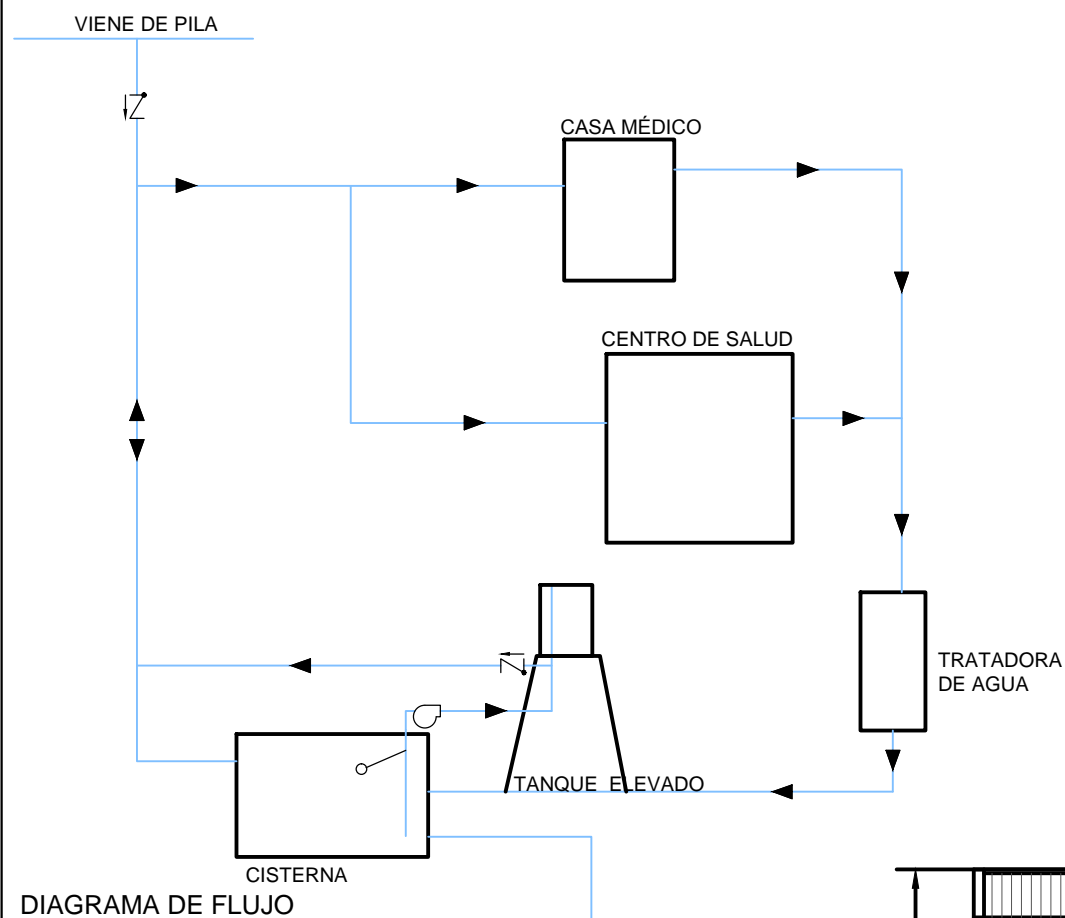 VIENE DE PILA
CASA MÉDICO
CENTRO DE SALUD
TRATADORA
DE AGUA
TANQUE ELEVADO
CISTERNA
DIAGRAMA DE FLUJO